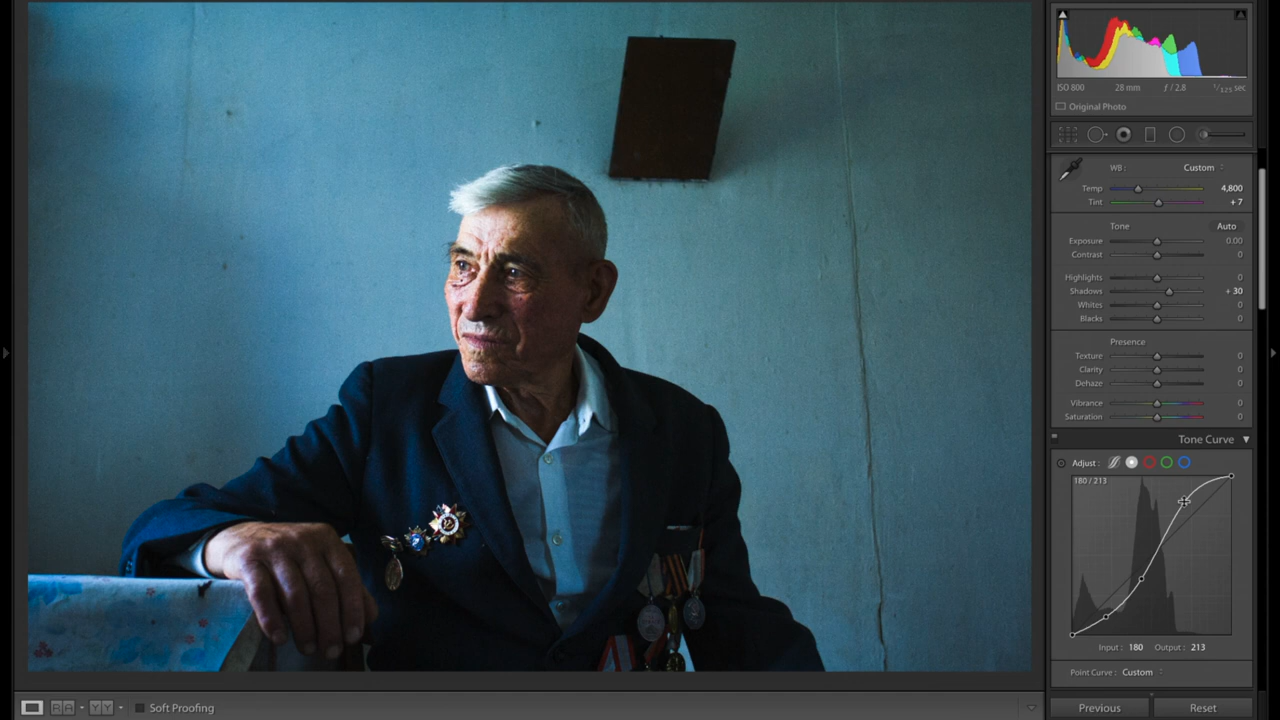 ISO 800 28 mm ƒ / 2.8 1/125 sec
Original Photo
WB : Custom
Temp 4,800
Tint + 7
Tone Auto
Exposure 0.00
Contrast 0
Highlights 0
Shadows + 30
Whites 0
Blacks 0
Presence
Texture 0
Clarity 0
Dehaze 0
Vibrance 0
Saturation 0
Tone Curve
Adjust :
180 / 213
Input : 180 Output : 213
Point Curve : Custom
R A Y Y Soft Proofing
Previous Reset